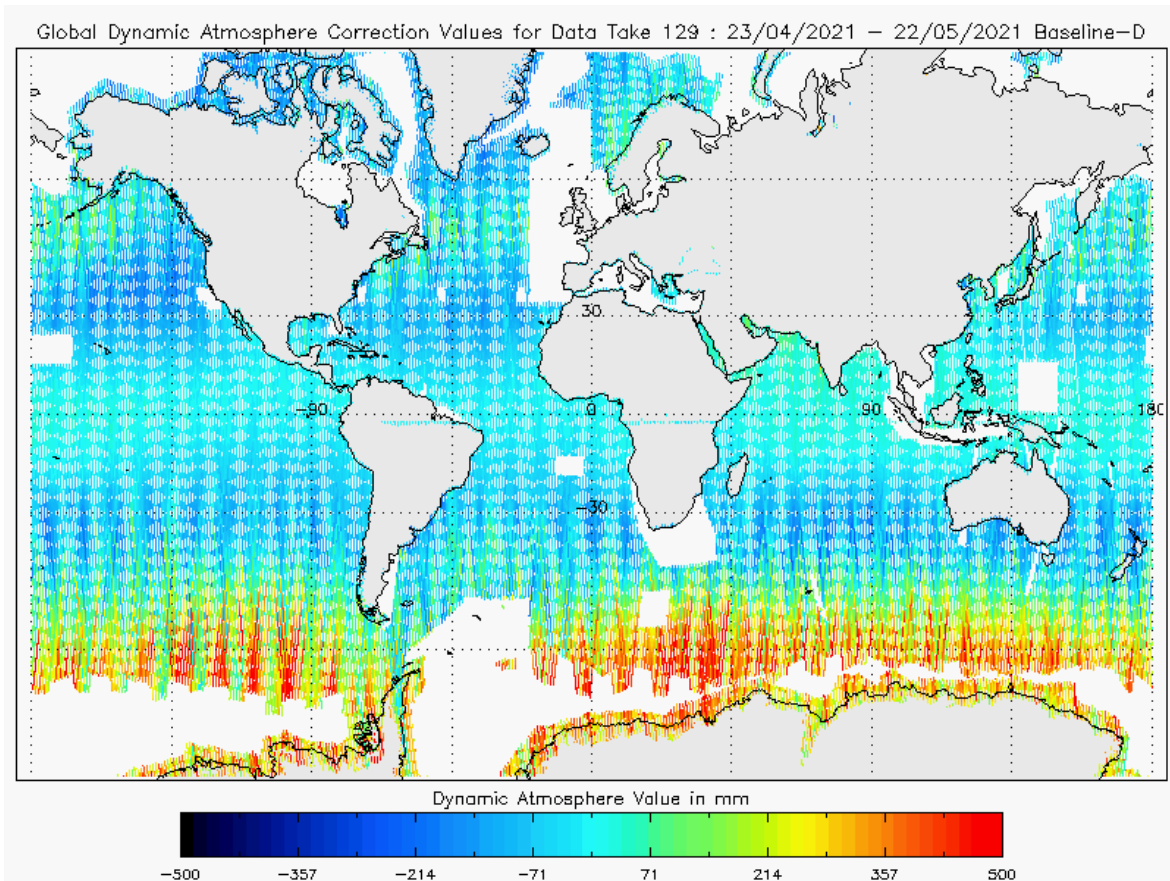 Global Dynamic Atmosphere Correction Values for Data Take 129 : 23/04/2021 – 22/05/2021 Baseline–D
30
–90 0 90 180
–30
Dynamic Atmosphere Value in mm
–500 –357 –214 –71 71 214 357 500